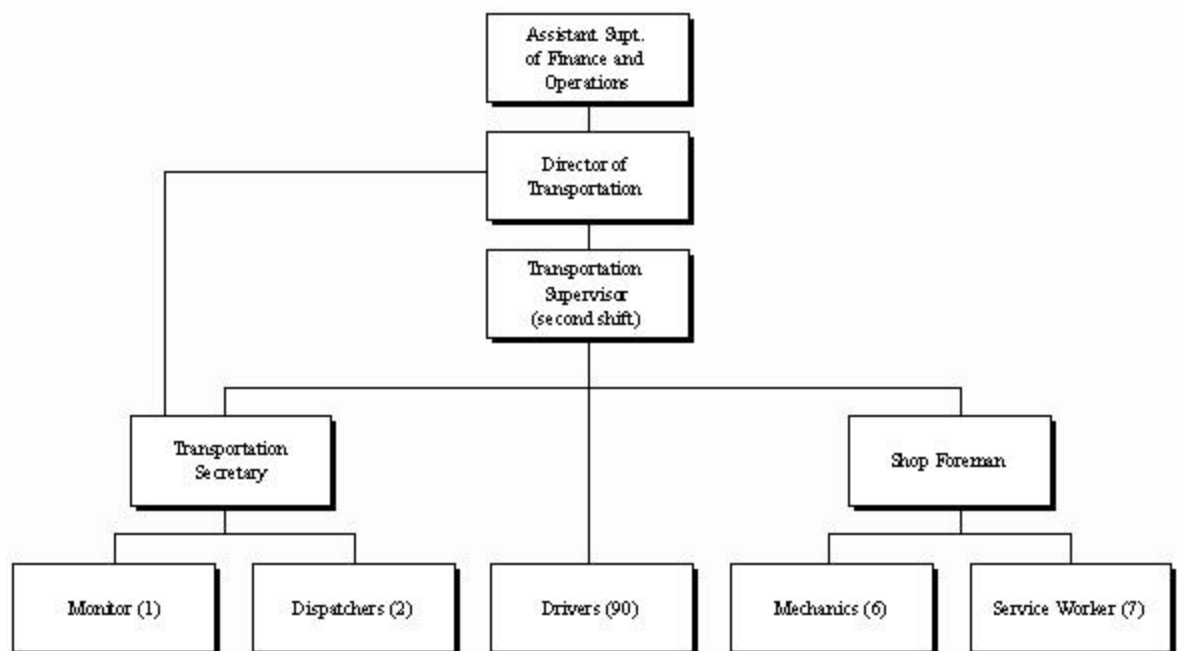 Assistant Supt.
of Finance and
Operations
Director of
Transportation
Transportation
Supervisor
(second shift)
Transportation
Secretary
Shop Foreman
Monitor (1)
Dispatchers (2)
Drivers (90)
Mechanics (6)
Service Worker (7)